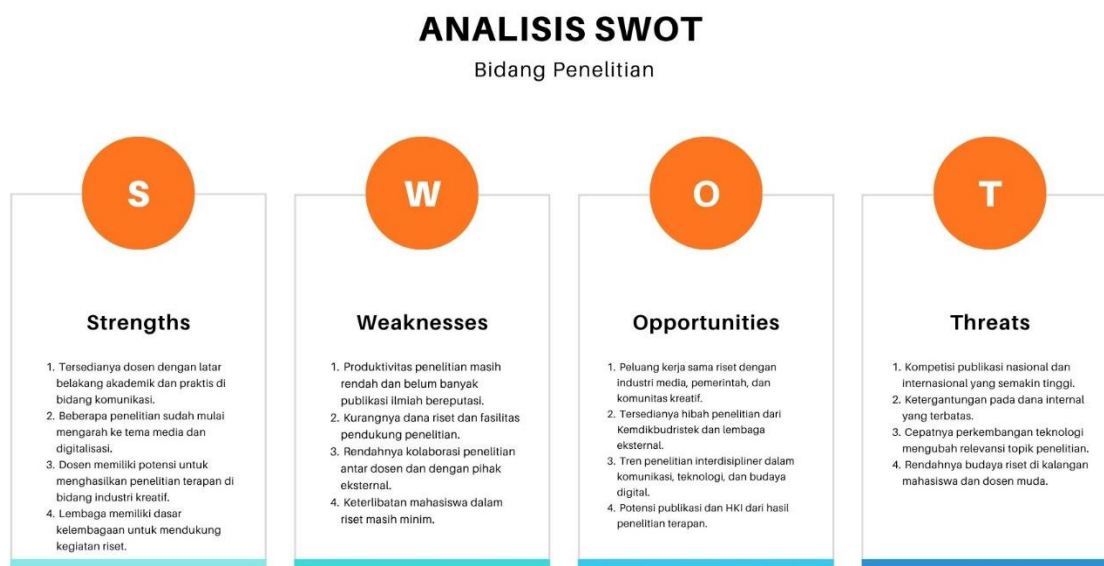 ANALISIS SWOT
Bidang Penelitian
S
Strengths
1. Tersedianya dosen dengan latar
belakang akademik dan praktis di
bidang komunikasi.
2. Beberapa penelitian sudah mulai
mengarah ke tema media dan
digitalisasi.
3. Dosen memiliki potensi untuk
menghasilkan penelitian terapan di
bidang industri kreatif.
4. Lembaga memiliki dasar
kelembagaan untuk mendukung
kegiatan riset.
W
Weaknesses
1. Produktivitas penelitian masih
rendah dan belum banyak
publikasi ilmiah bereputasi.
2. Kurangnya dana riset dan fasilitas
pendukung penelitian.
3. Rendahnya kolaborasi penelitian
antar dosen dan dengan pihak
eksternal.
4. Keterlibatan mahasiswa dalam
riset masih minim.
O
Opportunities
1. Peluang kerja sama riset dengan
industri media, pemerintah, dan
komunitas kreatif.
2. Tersedianya hibah penelitian dari
Kemdikbudristek dan lembaga
eksternal.
3. Tren penelitian interdisipliner dalam
komunikasi, teknologi, dan budaya
digital.
4. Potensi publikasi dan HKI dari hasil
penelitian terapan.
T
Threats
1. Kompetisi publikasi nasional dan
internasional yang semakin tinggi.
2. Ketergantungan pada dana internal
yang terbatas.
3. Cepatnya perkembangan teknologi
mengubah relevansi topik penelitian.
4. Rendahnya budaya riset di kalangan
mahasiswa dan dosen muda.